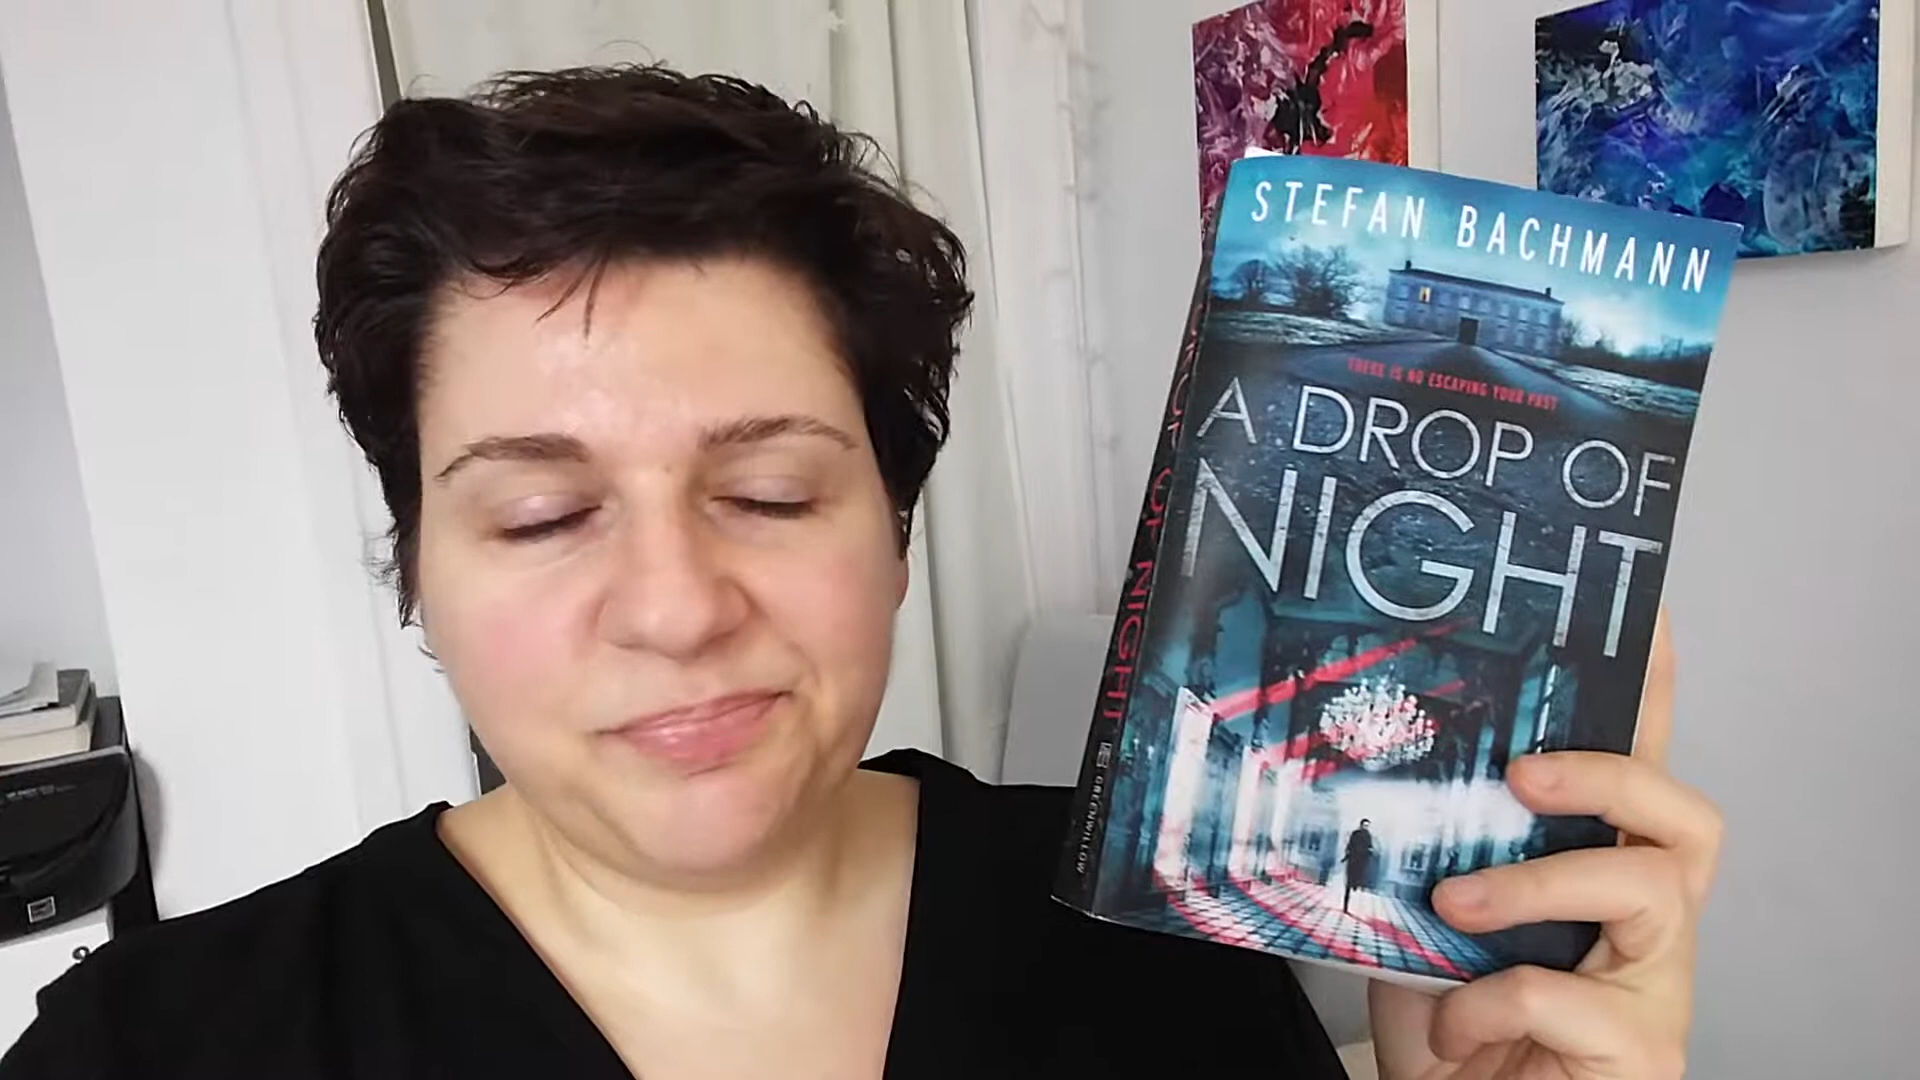 STEFAN BACHMANN
THERE IS NO ESCAPING YOUR PAST
A DROP OF
NIGHT
DROP OF NIGHT
GREENWILLOW